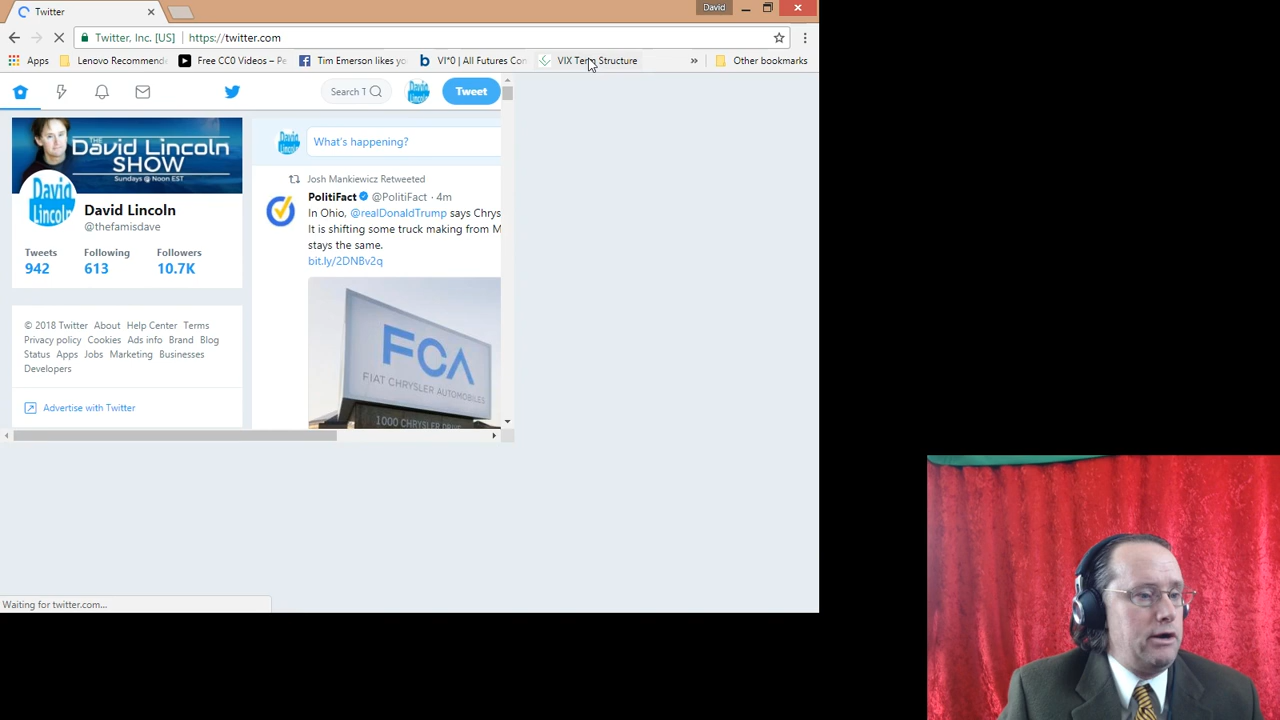 Twitter
David
Twitter, Inc. [US] https://twitter.com
Apps
Lenovo Recommende
Free CC0 Videos – Pe
Tim Emerson likes yo
VI*0 | All Futures Con
VIX Term Structure
»
Other bookmarks
Search T
Tweet
THE
David Lincoln
SHOW
Sundays @ Noon EST
David
Lincoln
David Lincoln
@thefamisdave
Tweets Following Followers
942 613 10.7K
© 2018 Twitter About Help Center Terms
Privacy policy Cookies Ads info Brand Blog
Status Apps Jobs Marketing Businesses
Developers
Advertise with Twitter
What's happening?
Josh Mankiewicz Retweeted
PolitiFact @PolitiFact · 4m
In Ohio, @realDonaldTrump says Chrys
It is shifting some truck making from M
stays the same.
bit.ly/2DNBv2q
FCA
FIAT CHRYSLER AUTOMOBILES
1000 CHRYSLER DRIVE
Waiting for twitter.com...